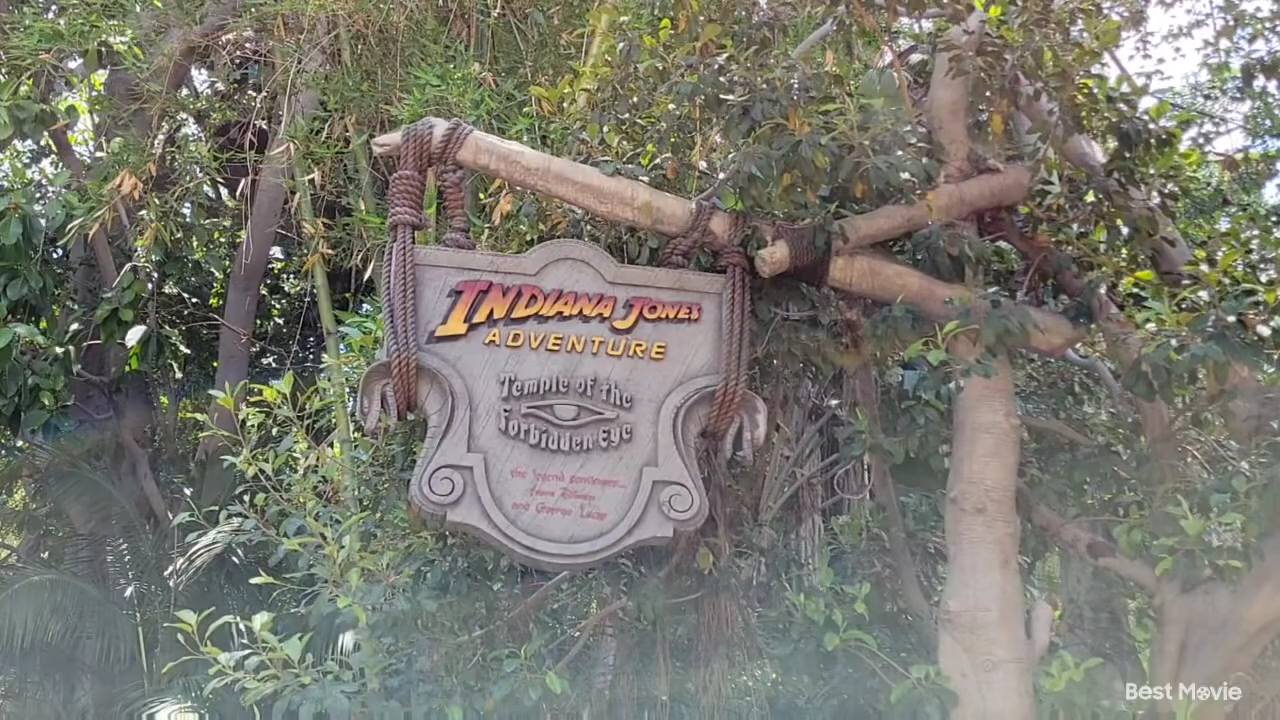 INDIANA JONES
ADVENTURE
Temple of the
Forbidden Eye
the legend continues...
from Disney
and George Lucas
Best Movie